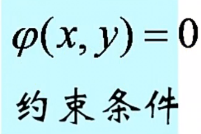 φ(x, y) = 0
约束条件